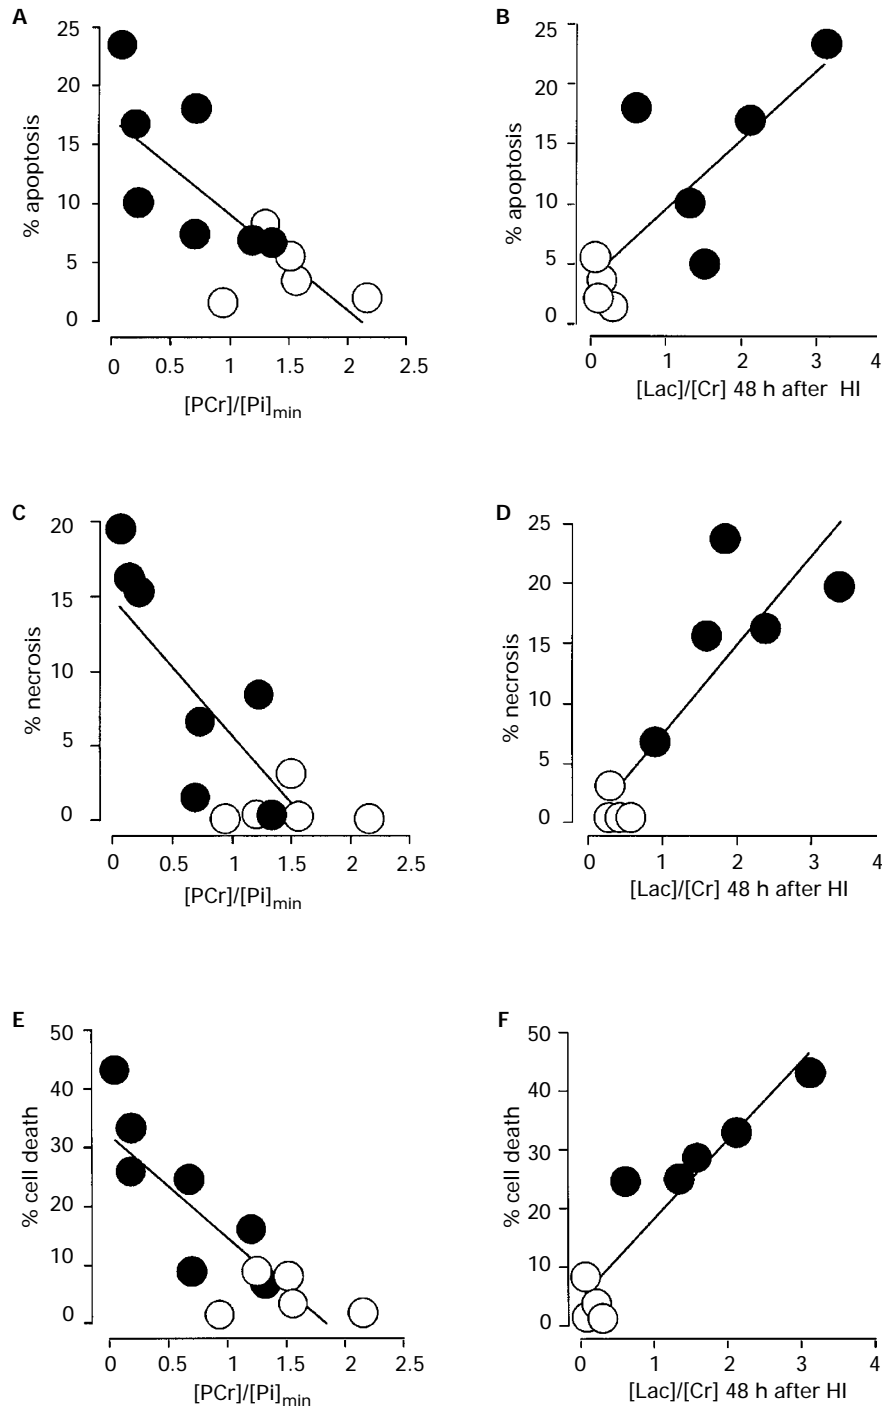 A
B
25
20
15
10
5
0
% apoptosis
0 0.5 1 1.5 2 2.5
[PCr]/[Pi]min
25
20
15
10
5
0
% apoptosis
0 1 2 3 4
[Lac]/[Cr] 48 h after HI
C
D
20
15
10
5
0
% necrosis
0 0.5 1 1.5 2 2.5
[PCr]/[Pi]min
25
20
15
10
5
0
% necrosis
0 1 2 3 4
[Lac]/[Cr] 48 h after HI
E
F
50
40
30
20
10
0
% cell death
0 0.5 1 1.5 2 2.5
[PCr]/[Pi]min
50
40
30
20
10
0
% cell death
0 1 2 3 4
[Lac]/[Cr] 48 h after HI